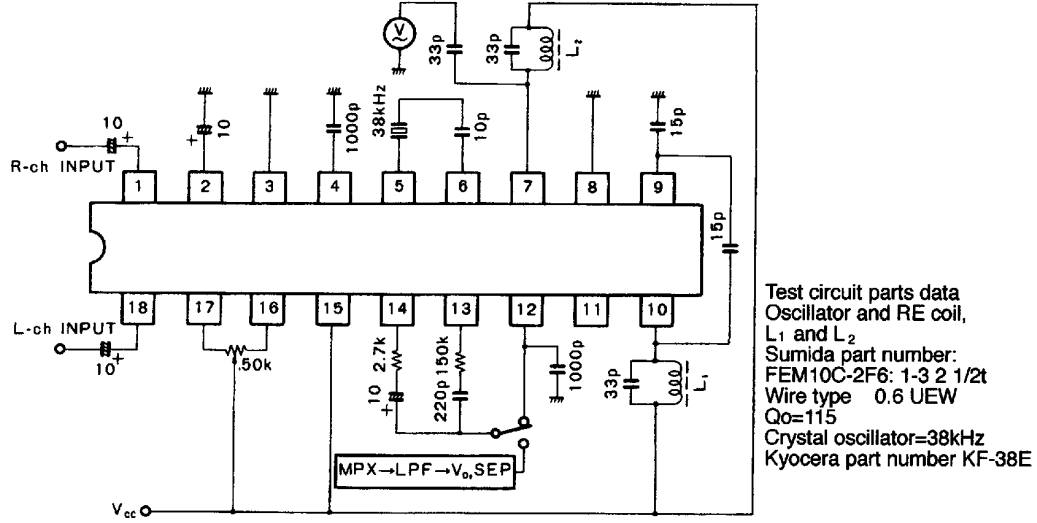 V
33p
33p
L₂
10
+
R-ch INPUT
+
10
1000p
38kHz
10p
15p
1 2 3 4 5 6 7 8 9
15p
18 17 16 15 14 13 12 11 10
L-ch INPUT
10
+
50k
2.7k
150k
10
+
220p
1000p
33p
L₁
MPX→LPF→V₀,SEP
Vcc
Test circuit parts data
Oscillator and RE coil,
L₁ and L₂
Sumida part number:
FEM10C-2F6: 1-3 2 1/2t
Wire type 0.6 UEW
Qo=115
Crystal oscillator=38kHz
Kyocera part number KF-38E